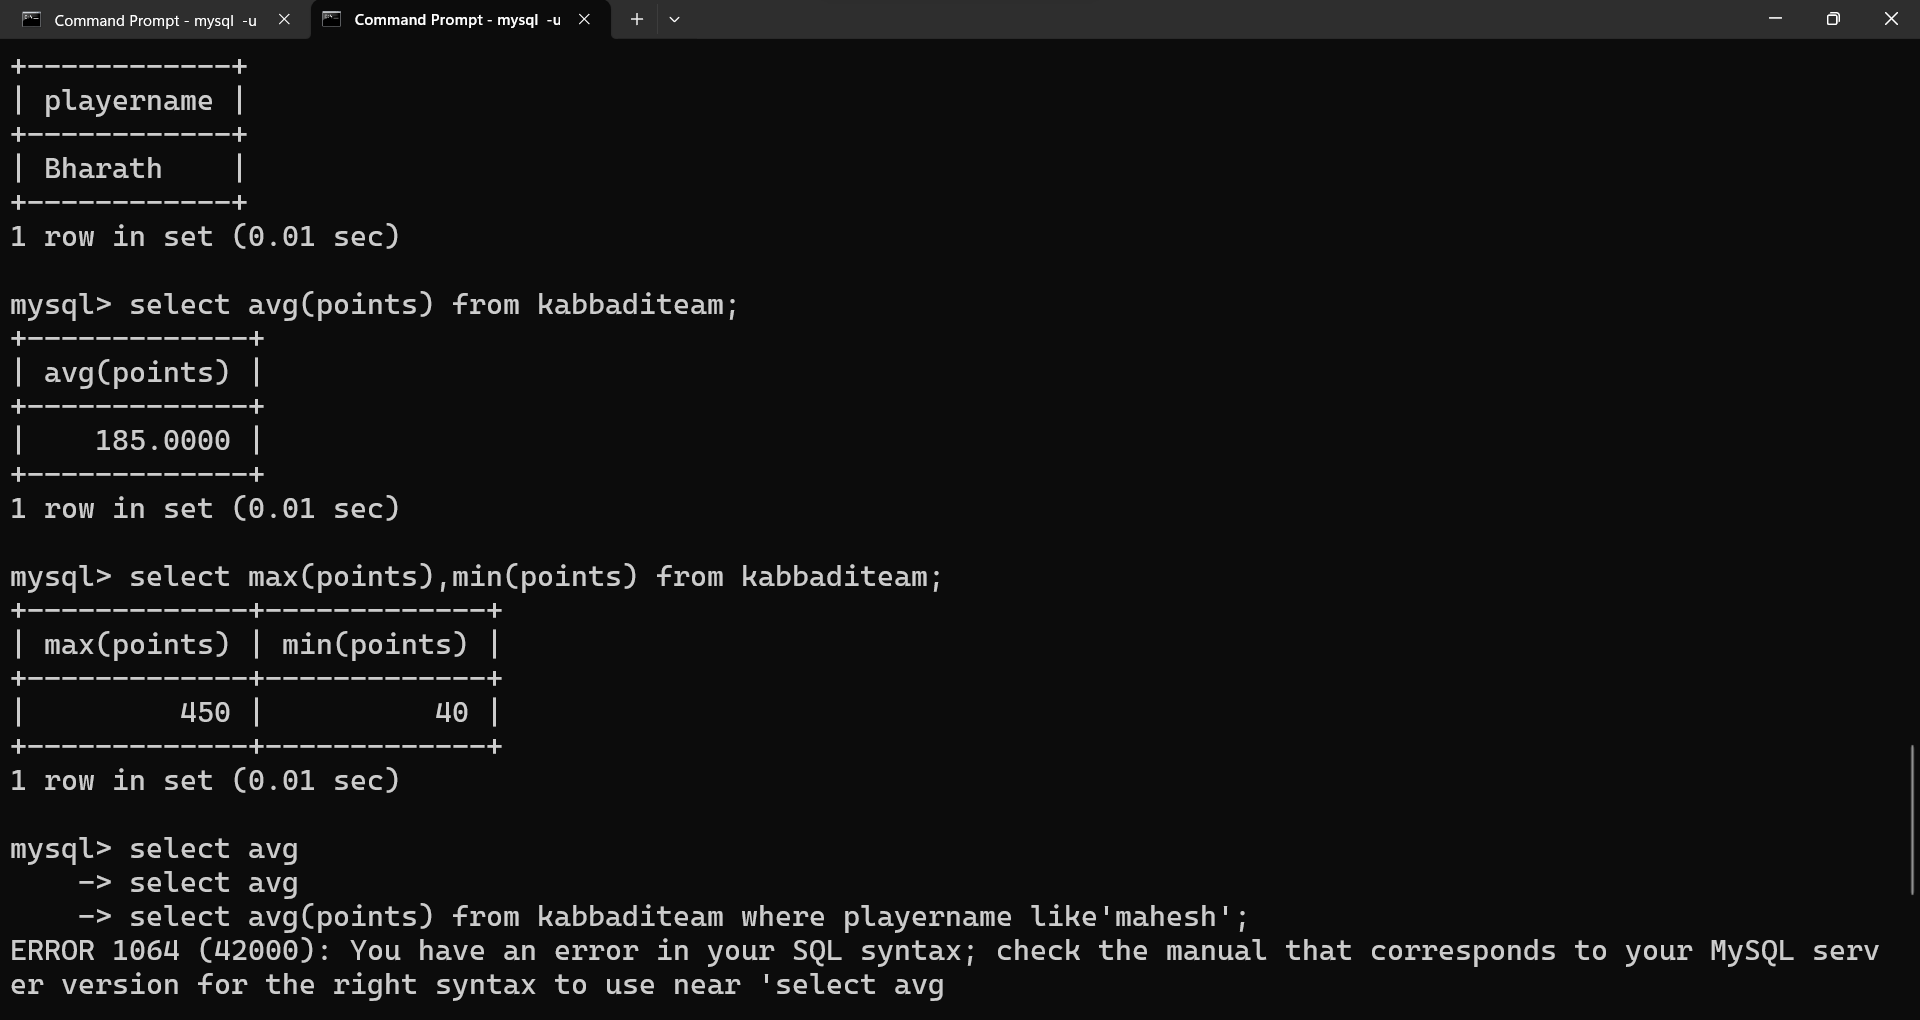 Command Prompt - mysql -u
Command Prompt - mysql -u
+------------+
| playername |
+------------+
| Bharath    |
+------------+
1 row in set (0.01 sec)
mysql> select avg(points) from kabbaditeam;
+-------------+
| avg(points) |
+-------------+
|    185.0000 |
+-------------+
1 row in set (0.01 sec)
mysql> select max(points),min(points) from kabbaditeam;
+-------------+-------------+
| max(points) | min(points) |
+-------------+-------------+
|         450 |          40 |
+-------------+-------------+
1 row in set (0.01 sec)
mysql> select avg
    -> select avg
    -> select avg(points) from kabbaditeam where playername like'mahesh';
ERROR 1064 (42000): You have an error in your SQL syntax; check the manual that corresponds to your MySQL serv
er version for the right syntax to use near 'select avg